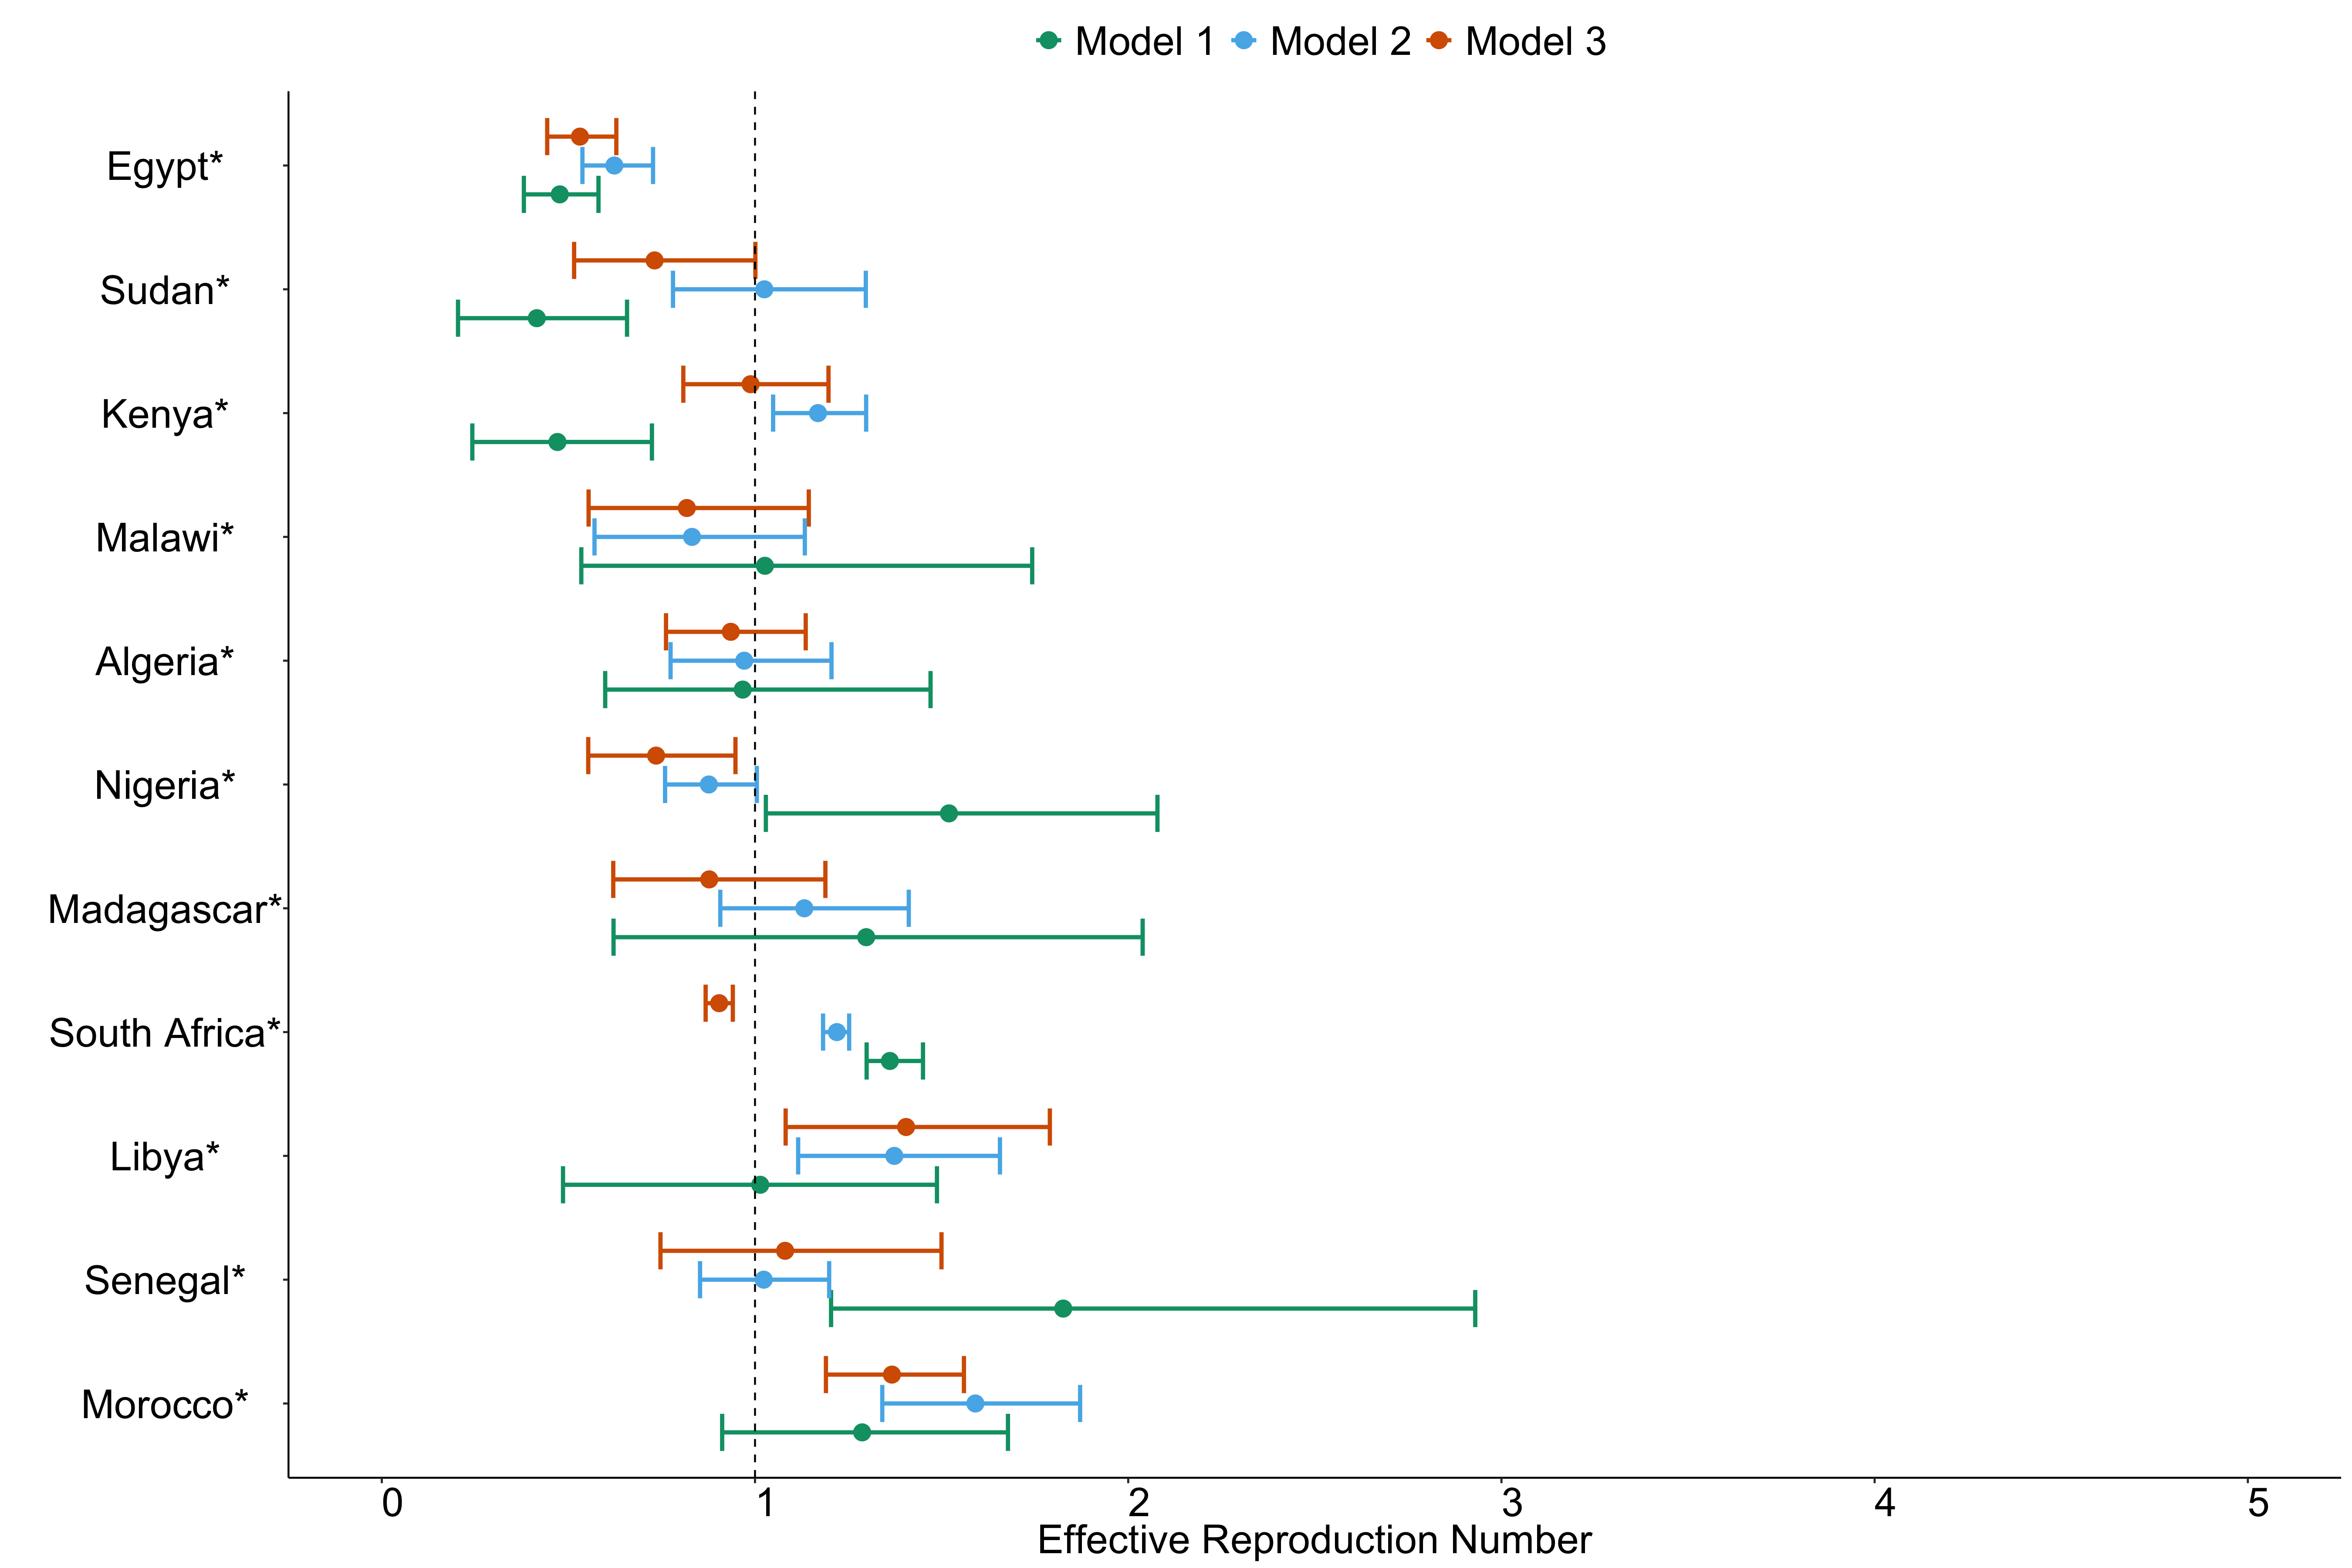 Model 1 Model 2 Model 3
Egypt*
Sudan*
Kenya*
Malawi*
Algeria*
Nigeria*
Madagascar*
South Africa*
Libya*
Senegal*
Morocco*
0 1 2 3 4 5
Effective Reproduction Number